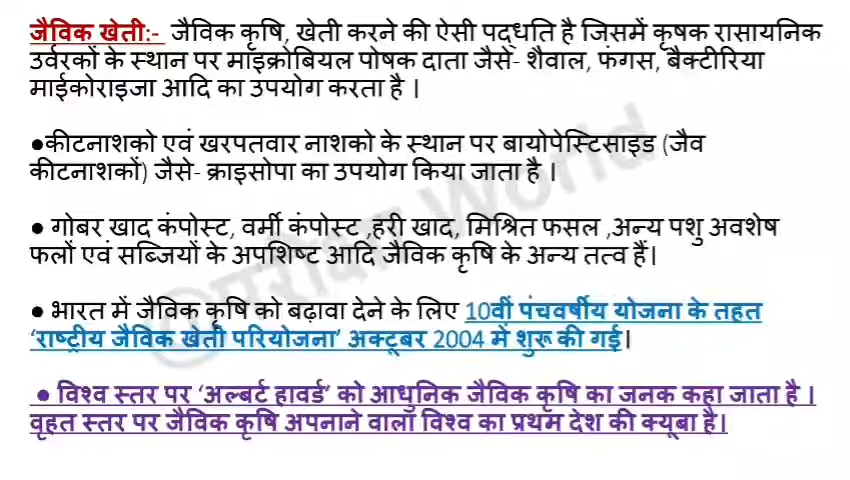 जैविक खेती:- जैविक कृषि, खेती करने की ऐसी पद्धति है जिसमें कृषक रासायनिक
उर्वरकों के स्थान पर माइक्रोबियल पोषक दाता जैसे- शैवाल, फंगस, बैक्टीरिया
माईकोराइजा आदि का उपयोग करता है ।
●कीटनाशको एवं खरपतवार नाशको के स्थान पर बायोपेस्टिसाइड (जैव
कीटनाशकों) जैसे- क्राइसोपा का उपयोग किया जाता है ।
● गोबर खाद कंपोस्ट, वर्मी कंपोस्ट ,हरी खाद, मिश्रित फसल ,अन्य पशु अवशेष
फलों एवं सब्जियों के अपशिष्ट आदि जैविक कृषि के अन्य तत्व हैं।
● भारत में जैविक कृषि को बढ़ावा देने के लिए 10वीं पंचवर्षीय योजना के तहत
‘राष्ट्रीय जैविक खेती परियोजना’ अक्टूबर 2004 में शुरू की गई।
● विश्व स्तर पर ‘अल्बर्ट हावर्ड’ को आधुनिक जैविक कृषि का जनक कहा जाता है ।
वृहत स्तर पर जैविक कृषि अपनाने वाला विश्व का प्रथम देश की क्यूबा है।
World